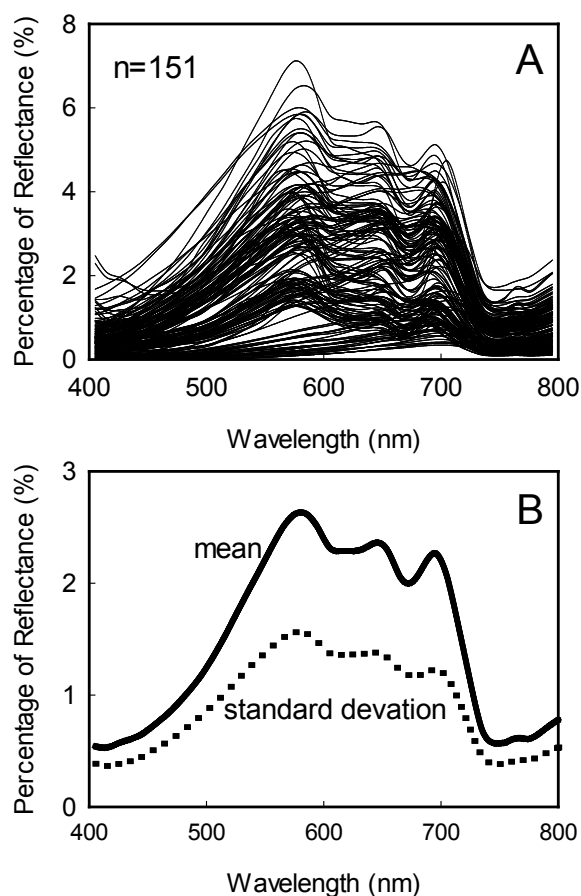 8
n=151
A
6
4
2
0
400 500 600 700 800
Percentage of Reflectance (%)
Wavelength (nm)
3
B
mean
2
standard devation
1
0
400 500 600 700 800
Percentage of Reflectance (%)
Wavelength (nm)